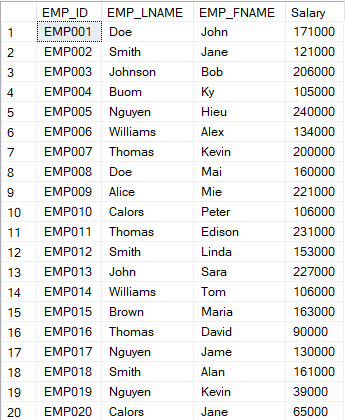 EMP_ID EMP_LNAME EMP_FNAME Salary
1 EMP001 Doe John 171000
2 EMP002 Smith Jane 121000
3 EMP003 Johnson Bob 206000
4 EMP004 Buom Ky 105000
5 EMP005 Nguyen Hieu 240000
6 EMP006 Williams Alex 134000
7 EMP007 Thomas Kevin 200000
8 EMP008 Doe Mai 160000
9 EMP009 Alice Mie 221000
10 EMP010 Calors Peter 106000
11 EMP011 Thomas Edison 231000
12 EMP012 Smith Linda 153000
13 EMP013 John Sara 227000
14 EMP014 Williams Tom 106000
15 EMP015 Brown Maria 163000
16 EMP016 Thomas David 90000
17 EMP017 Nguyen Jame 130000
18 EMP018 Smith Alan 161000
19 EMP019 Nguyen Kevin 39000
20 EMP020 Calors Jane 65000